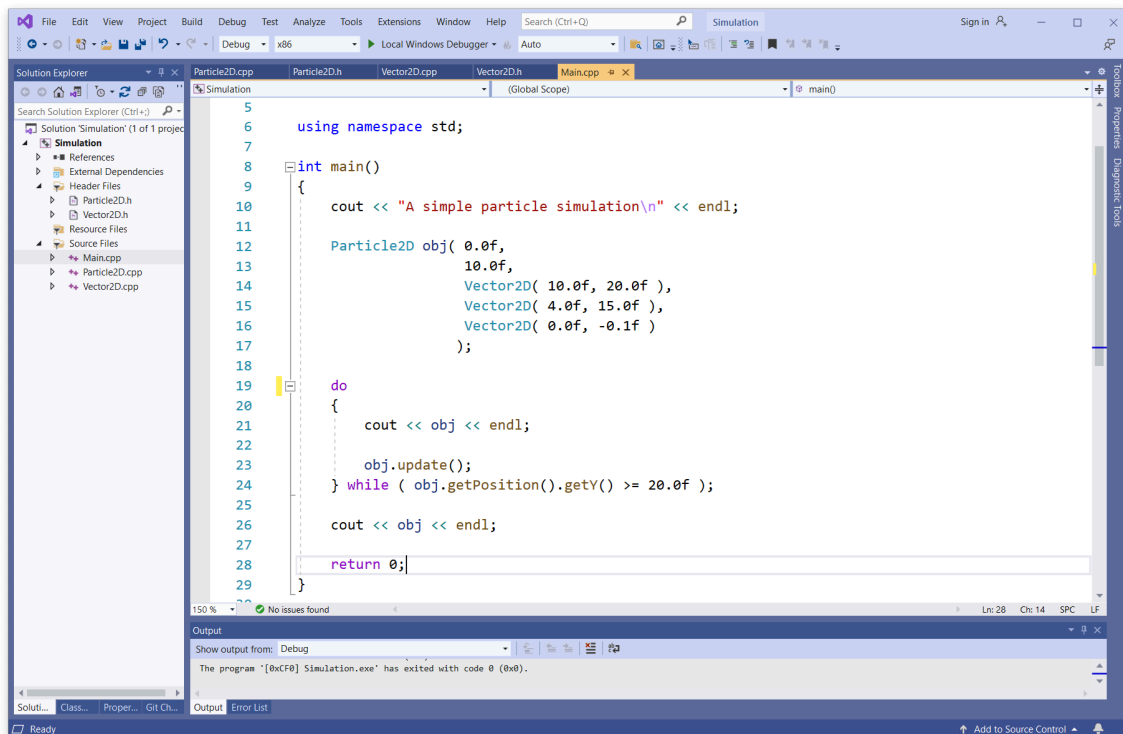 File Edit View Project Build Debug Test Analyze Tools Extensions Window Help Search (Ctrl+Q) Simulation Sign in
Debug x86 Local Windows Debugger Auto
Solution Explorer
Search Solution Explorer (Ctrl+;)
Solution 'Simulation' (1 of 1 projec
Simulation
References
External Dependencies
Header Files
Particle2D.h
Vector2D.h
Resource Files
Source Files
Main.cpp
Particle2D.cpp
Vector2D.cpp
Soluti... Class... Proper... Git Ch...
Particle2D.cpp Particle2D.h Vector2D.cpp Vector2D.h Main.cpp
Simulation (Global Scope) main()
5
6 using namespace std;
7
8 int main()
9 {
10 cout << "A simple particle simulation\n" << endl;
11
12 Particle2D obj( 0.0f,
13 10.0f,
14 Vector2D( 10.0f, 20.0f ),
15 Vector2D( 4.0f, 15.0f ),
16 Vector2D( 0.0f, -0.1f )
17 );
18
19 do
20 {
21 cout << obj << endl;
22
23 obj.update();
24 } while ( obj.getPosition().getY() >= 20.0f );
25
26 cout << obj << endl;
27
28 return 0;
29 }
150 % No issues found Ln: 28 Ch: 14 SPC LF
Output
Show output from: Debug
The program '[0xCF0] Simulation.exe' has exited with code 0 (0x0).
Output Error List
Toolbox
Properties
Diagnostic Tools
Ready Add to Source Control